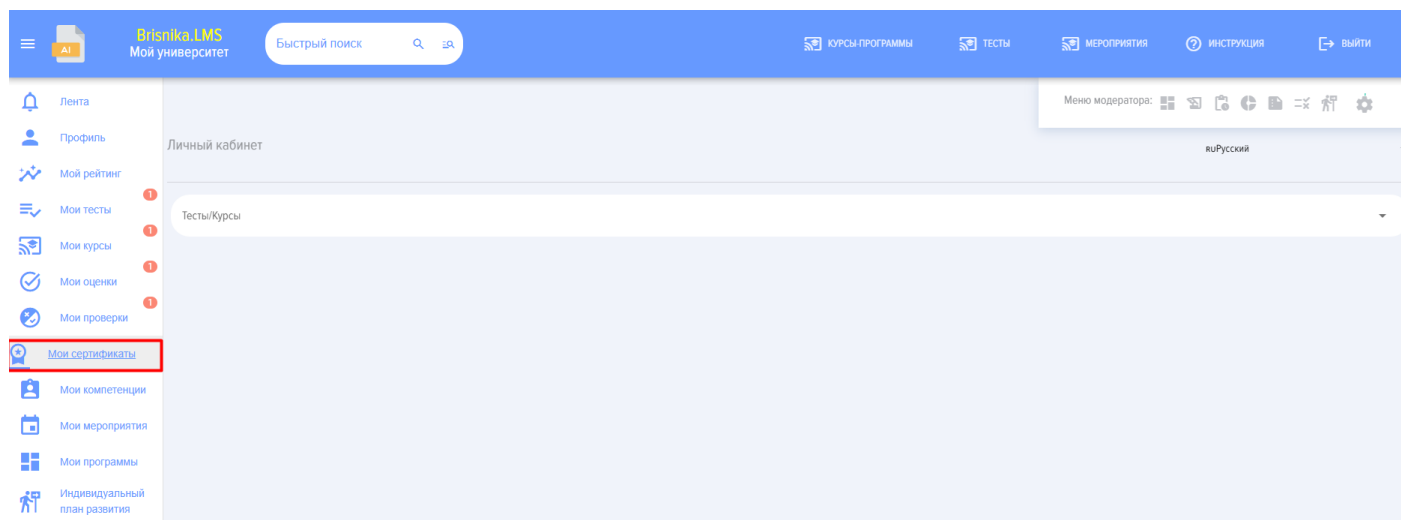 AI
Brisnika.LMS
Мой университет
Быстрый поиск
КУРСЫ-ПРОГРАММЫ
ТЕСТЫ
МЕРОПРИЯТИЯ
ИНСТРУКЦИЯ
ВЫЙТИ
Меню модератора:
Личный кабинет
RUРусский
Тесты/Курсы
Лента
Профиль
Мой рейтинг
Мои тесты 1
Мои курсы 1
Мои оценки 1
Мои проверки 1
Мои сертификаты
Мои компетенции
Мои мероприятия
Мои программы
Индивидуальный
план развития